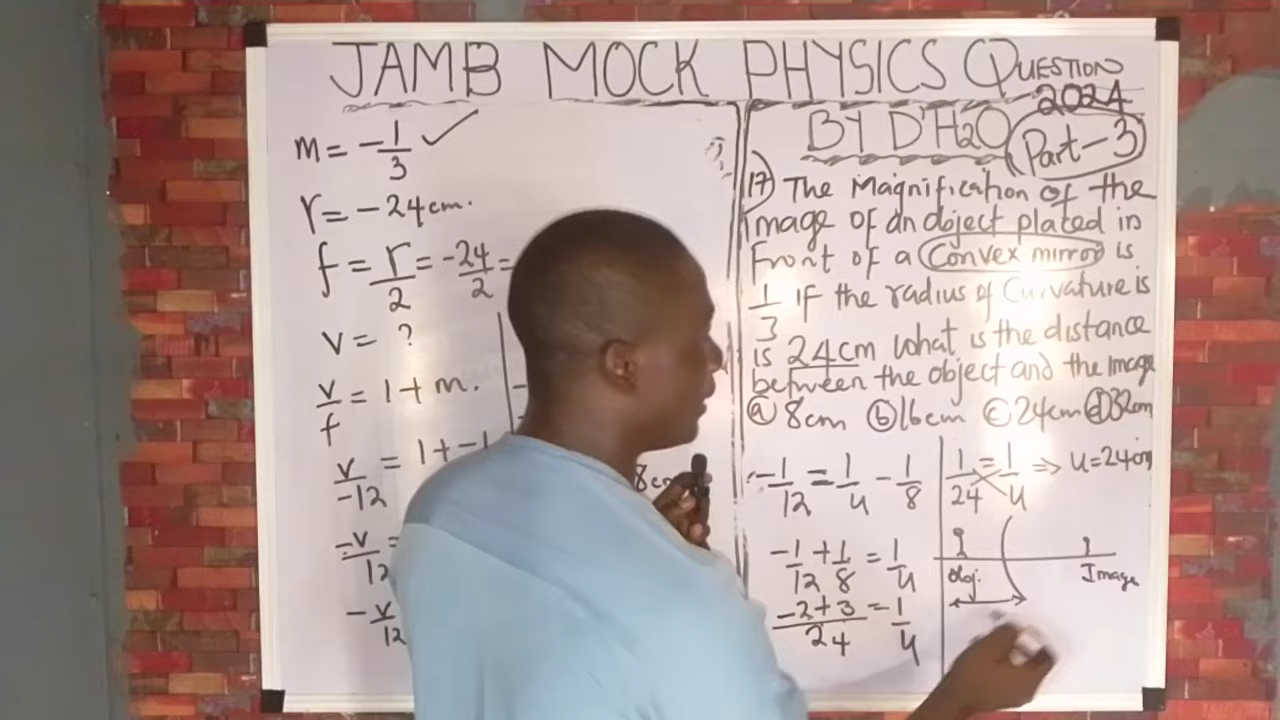 JAMB MOCK PHYSICS QUESTION
2024
BY D'H2O Part-3
m = -1/3 ✓
r = -24cm.
f = r/2 = -24/2 =
v = ?
v/f = 1 + m.
v/-12 = 1 + -1
-v/12 =
-v/12
8cm
17) The Magnification of the
image of an object placed in
Front of a Convex mirror is
1/3 if the radius of Curvature is
is 24cm what is the distance
between the object and the Image
(a) 8cm (b) 16cm (c) 24cm (d) 32cm
-1/12 = 1/u - 1/8
-1/12 + 1/8 = 1/u
-2+3/24 = 1/u
1/24 = 1/u ⇒ u = 24cm
Obj. Image